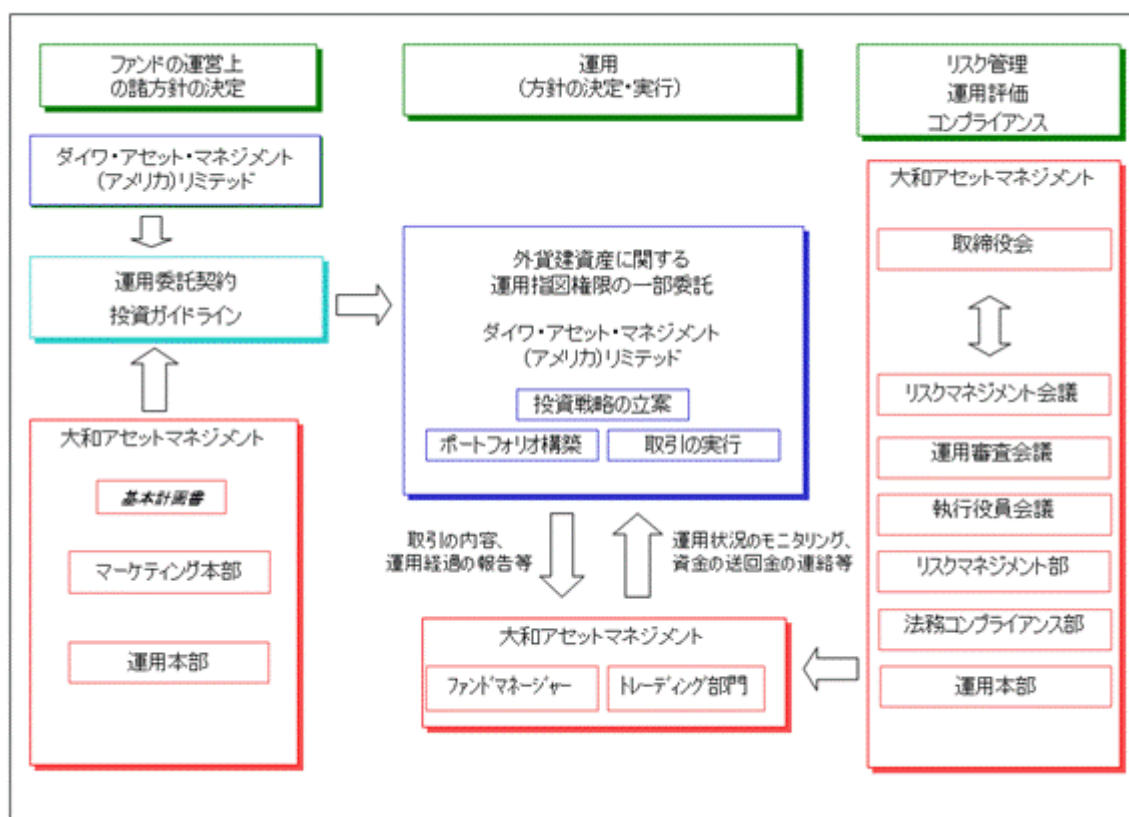 ファンドの運営上
の諸方針の決定
運用
(方針の決定・実行)
リスク管理
運用評価
コンプライアンス
ダイワ・アセット・マネジメント
(アメリカ)リミテッド
運用委託契約
投資ガイドライン
大和アセットマネジメント
基本計画書
マーケティング本部
運用本部
外貨建資産に関する
運用指図権限の一部委託
ダイワ・アセット・マネジメント
(アメリカ)リミテッド
投資戦略の立案
ポートフォリオ構築
取引の実行
取引の内容、
運用経過の報告等
運用状況のモニタリング、
資金の送回金の連絡等
大和アセットマネジメント
ファンドマネージャー
トレーディング部門
大和アセットマネジメント
取締役会
リスクマネジメント会議
運用審査会議
執行役員会議
リスクマネジメント部
法務コンプライアンス部
運用本部